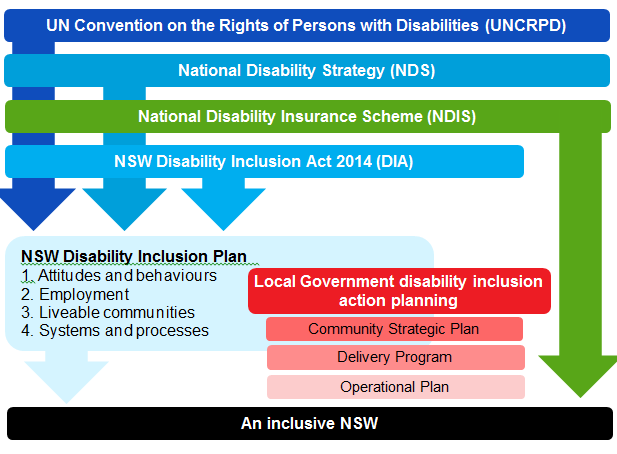 UN Convention on the Rights of Persons with Disabilities (UNCRPD)
National Disability Strategy (NDS)
National Disability Insurance Scheme (NDIS)
NSW Disability Inclusion Act 2014 (DIA)
NSW Disability Inclusion Plan
1. Attitudes and behaviours
2. Employment
3. Liveable communities
4. Systems and processes
Local Government disability inclusion
action planning
Community Strategic Plan
Delivery Program
Operational Plan
An inclusive NSW